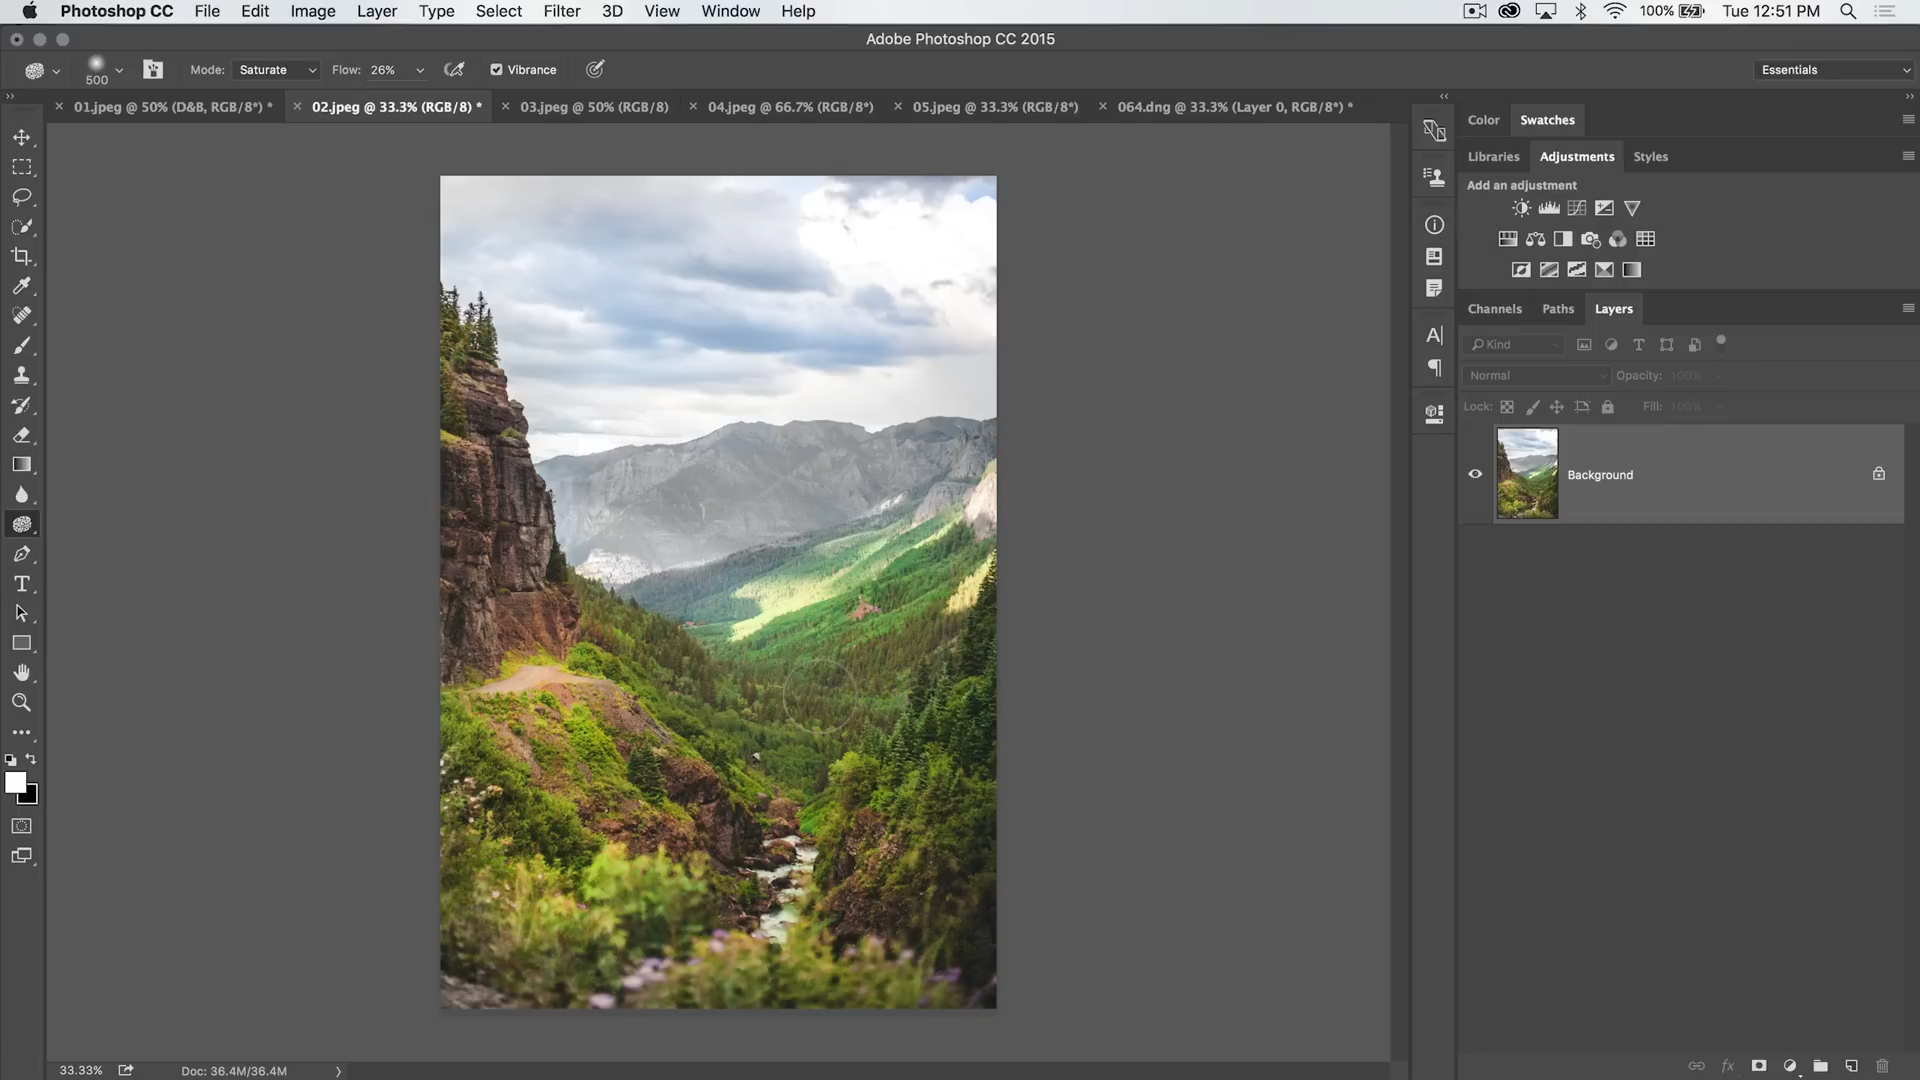 Photoshop CC File Edit Image Layer Type Select Filter 3D View Window Help 100% Tue 12:51 PM
Adobe Photoshop CC 2015
500 Mode: Saturate Flow: 26% Vibrance Essentials
01.jpeg @ 50% (D&B, RGB/8*) * 02.jpeg @ 33.3% (RGB/8) * 03.jpeg @ 50% (RGB/8) 04.jpeg @ 66.7% (RGB/8*) 05.jpeg @ 33.3% (RGB/8*) 064.dng @ 33.3% (Layer 0, RGB/8*) *
Color Swatches
Libraries Adjustments Styles
Add an adjustment
Channels Paths Layers
Kind
Normal Opacity: 100%
Lock: Fill: 100%
Background
33.33% Doc: 36.4M/36.4M